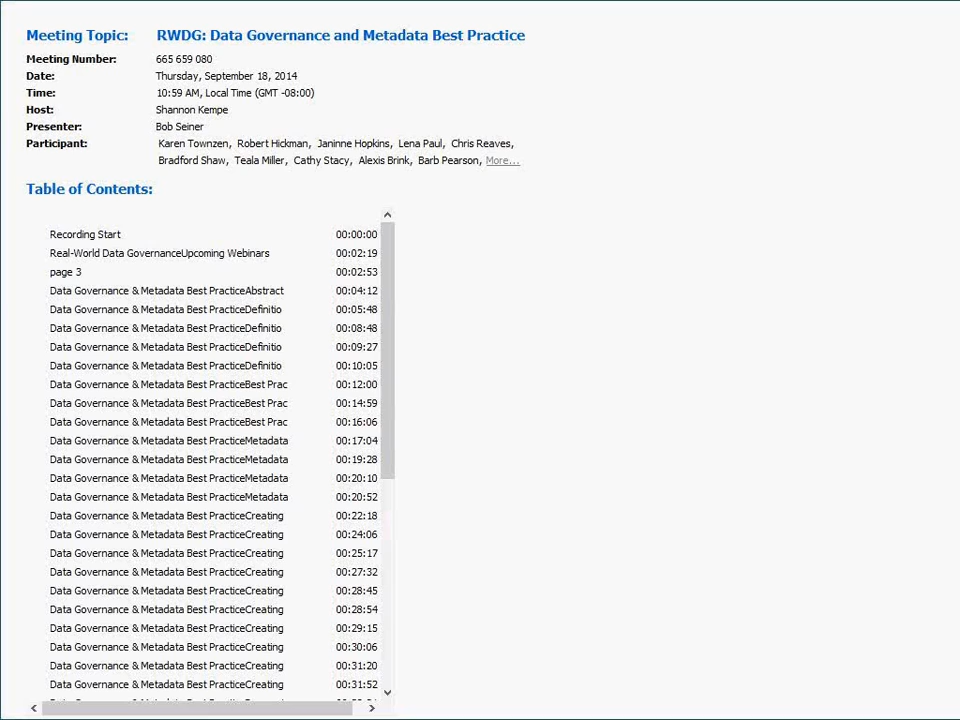 Meeting Topic: RWDG: Data Governance and Metadata Best Practice
Meeting Number: 665 659 080
Date: Thursday, September 18, 2014
Time: 10:59 AM, Local Time (GMT -08:00)
Host: Shannon Kempe
Presenter: Bob Seiner
Participant: Karen Townzen, Robert Hickman, Janinne Hopkins, Lena Paul, Chris Reaves,
Bradford Shaw, Teala Miller, Cathy Stacy, Alexis Brink, Barb Pearson, More...
Table of Contents:
Recording Start 00:00:00
Real-World Data GovernanceUpcoming Webinars 00:02:19
page 3 00:02:53
Data Governance & Metadata Best PracticeAbstract 00:04:12
Data Governance & Metadata Best PracticeDefinitio 00:05:48
Data Governance & Metadata Best PracticeDefinitio 00:08:48
Data Governance & Metadata Best PracticeDefinitio 00:09:27
Data Governance & Metadata Best PracticeDefinitio 00:10:05
Data Governance & Metadata Best PracticeBest Prac 00:12:00
Data Governance & Metadata Best PracticeBest Prac 00:14:59
Data Governance & Metadata Best PracticeBest Prac 00:16:06
Data Governance & Metadata Best PracticeMetadata 00:17:04
Data Governance & Metadata Best PracticeMetadata 00:19:28
Data Governance & Metadata Best PracticeMetadata 00:20:10
Data Governance & Metadata Best PracticeMetadata 00:20:52
Data Governance & Metadata Best PracticeCreating 00:22:18
Data Governance & Metadata Best PracticeCreating 00:24:06
Data Governance & Metadata Best PracticeCreating 00:25:17
Data Governance & Metadata Best PracticeCreating 00:27:32
Data Governance & Metadata Best PracticeCreating 00:28:45
Data Governance & Metadata Best PracticeCreating 00:28:54
Data Governance & Metadata Best PracticeCreating 00:29:15
Data Governance & Metadata Best PracticeCreating 00:30:06
Data Governance & Metadata Best PracticeCreating 00:31:20
Data Governance & Metadata Best PracticeCreating 00:31:52